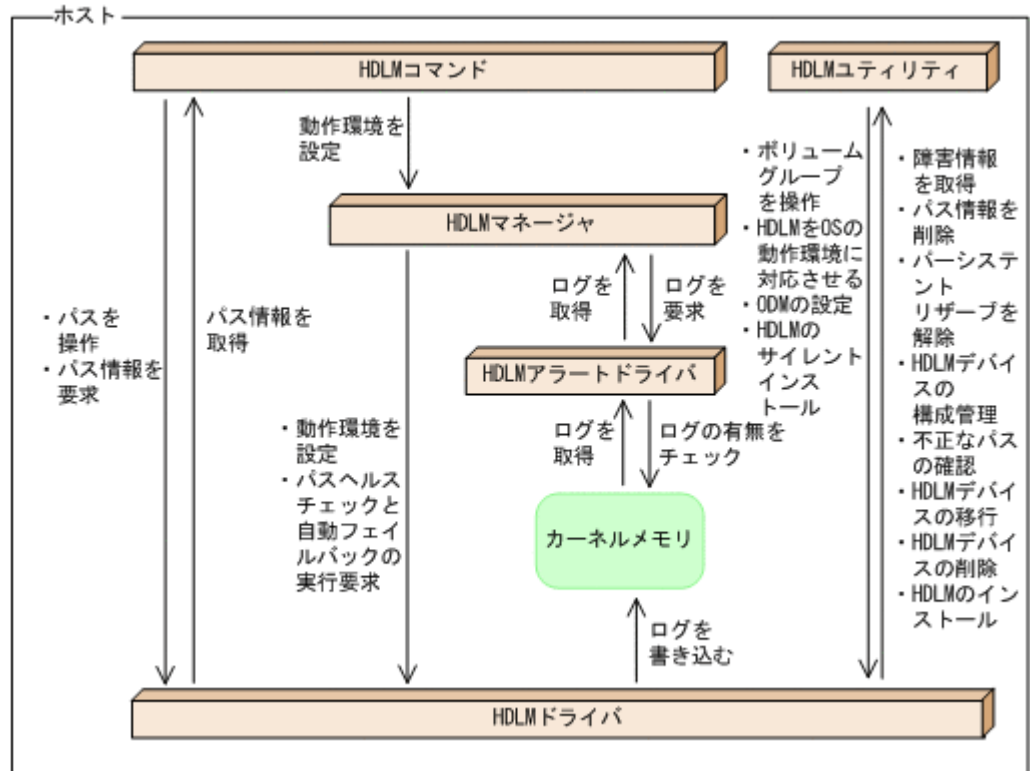 ホスト
HDLMコマンド
HDLMユティリティ
動作環境を
設定
HDLMマネージャ
ログを
取得
ログを
要求
HDLMアラートドライバ
・パスを
操作
・パス情報を
要求
パス情報を
取得
・動作環境を
設定
・パスヘルス
チェックと
自動フェイ
ルバックの
実行要求
ログを
取得
ログの有無を
チェック
カーネルメモリ
ログを
書き込む
・ボリューム
グループ
を操作
・HDLMをOSの
動作環境に
対応させる
・ODMの設定
・HDLMの
サイレント
インス
トール
・障害情報
を取得
・パス情報を
削除
・パーシステ
ント
リザーブを
解除
・HDLMデバイ
スの
構成管理
・不正なパス
の確認
・HDLMデバイ
スの移行
・HDLMデバイ
スの削除
・HDLMのイン
ストール
HDLMドライバ